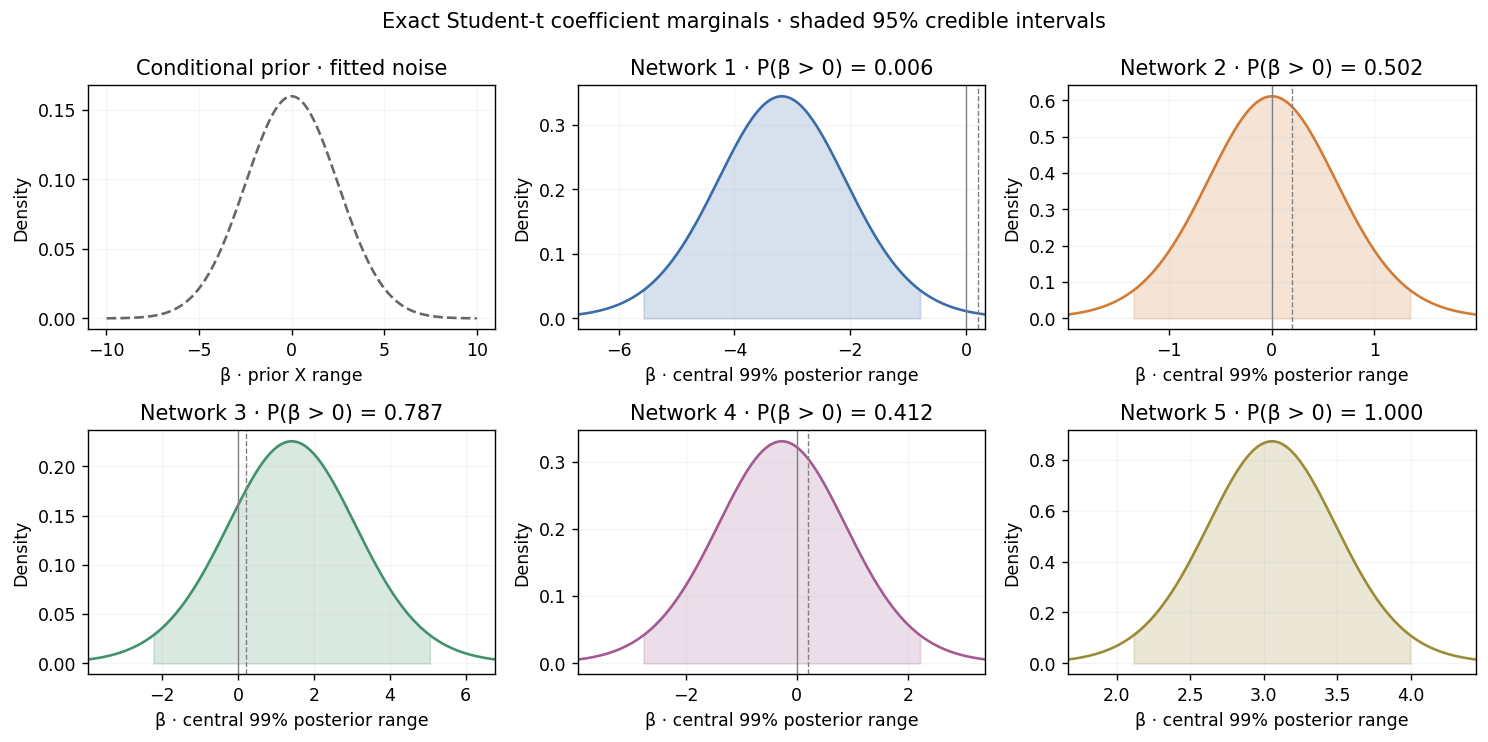 Exact Student-t coefficient marginals · shaded 95% credible intervals
Conditional prior · fitted noise
Density
0.15
0.10
0.05
0.00
−10
−5
0
5
10
β · prior X range
Network 1 · P(β > 0) = 0.006
Density
0.3
0.2
0.1
0.0
−6
−4
−2
0
β · central 99% posterior range
Network 2 · P(β > 0) = 0.502
Density
0.6
0.5
0.4
0.3
0.2
0.1
0.0
−1
0
1
β · central 99% posterior range
Network 3 · P(β > 0) = 0.787
Density
0.20
0.15
0.10
0.05
0.00
−2
0
2
4
6
β · central 99% posterior range
Network 4 · P(β > 0) = 0.412
Density
0.3
0.2
0.1
0.0
−2
0
2
β · central 99% posterior range
Network 5 · P(β > 0) = 1.000
Density
0.8
0.6
0.4
0.2
0.0
2.0
2.5
3.0
3.5
4.0
β · central 99% posterior range